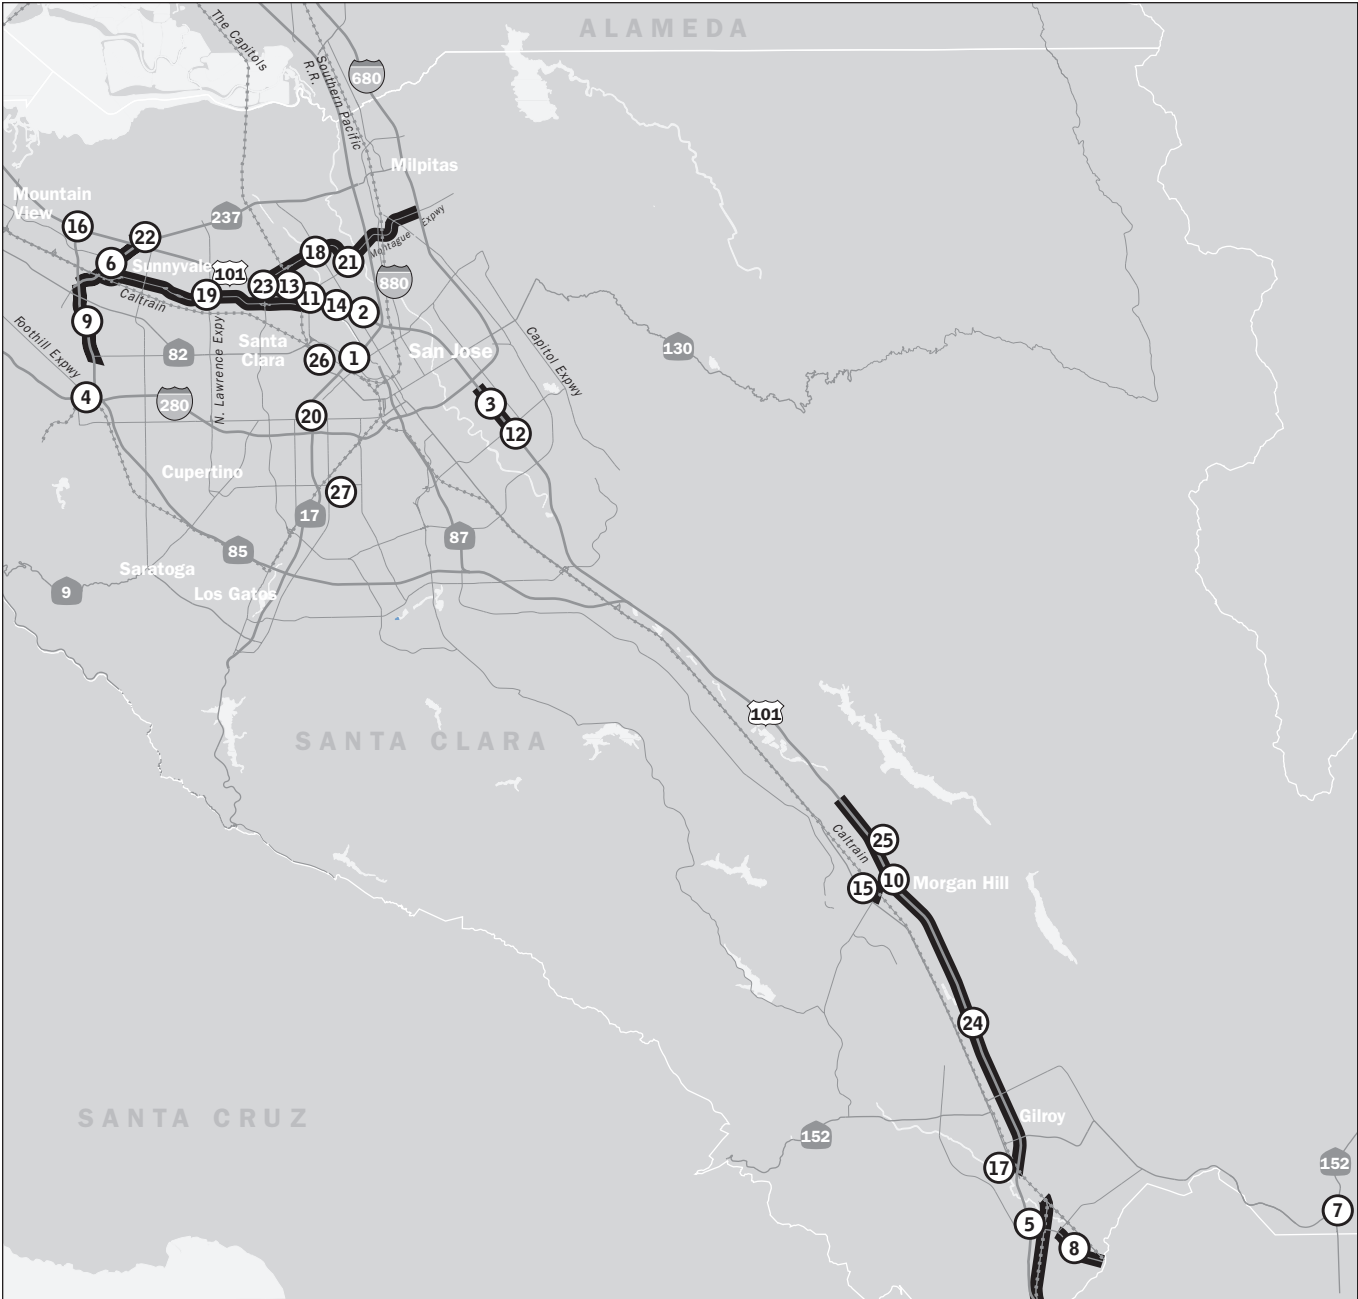 ALAMEDA
The Capitols
Southern Pacific
R.R.
680
Milpitas
Mountain
View
16
22
237
Montague Expwy
6
Sunnyvale
101
18
21
880
23
13
19
11
14
2
Caltrain
9
Foothill Expwy
82
N. Lawrence Expy
Santa
Clara
26
1
San Jose
Capitol Expwy
130
4
280
20
3
12
Cupertino
27
17
87
85
Saratoga
9
Los Gatos
101
SANTA CLARA
Caltrain
25
15
10
Morgan Hill
24
SANTA CRUZ
152
Gilroy
17
152
5
8
7